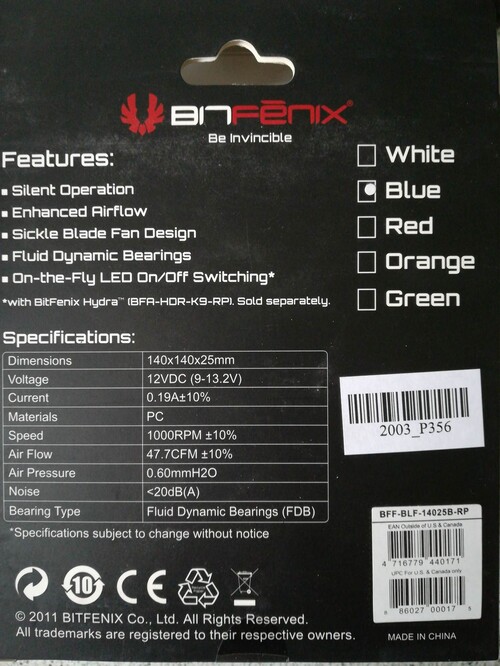 BITFENIX
Be Invincible
Features:
▪ Silent Operation
▪ Enhanced Airflow
▪ Sickle Blade Fan Design
▪ Fluid Dynamic Bearings
▪ On-the-Fly LED On/Off Switching*
*with BitFenix Hydra™ (BFA-HDR-K9-RP). Sold separately.
White
Blue
Red
Orange
Green
Specifications:
Dimensions 140x140x25mm
Voltage 12VDC (9-13.2V)
Current 0.19A±10%
Materials PC
Speed 1000RPM ±10%
Air Flow 47.7CFM ±10%
Air Pressure 0.60mmH2O
Noise <20dB(A)
Bearing Type Fluid Dynamic Bearings (FDB)
*Specifications subject to change without notice
2003_P356
BFF-BLF-14025B-RP
EAN Outside of U.S & Canada
4 716779 440171
UPC For U.S. & Canada only
8 86027 00017 5
10
CE
© 2011 BITFENIX Co., Ltd. All Rights Reserved.
All trademarks are registered to their respective owners.
MADE IN CHINA